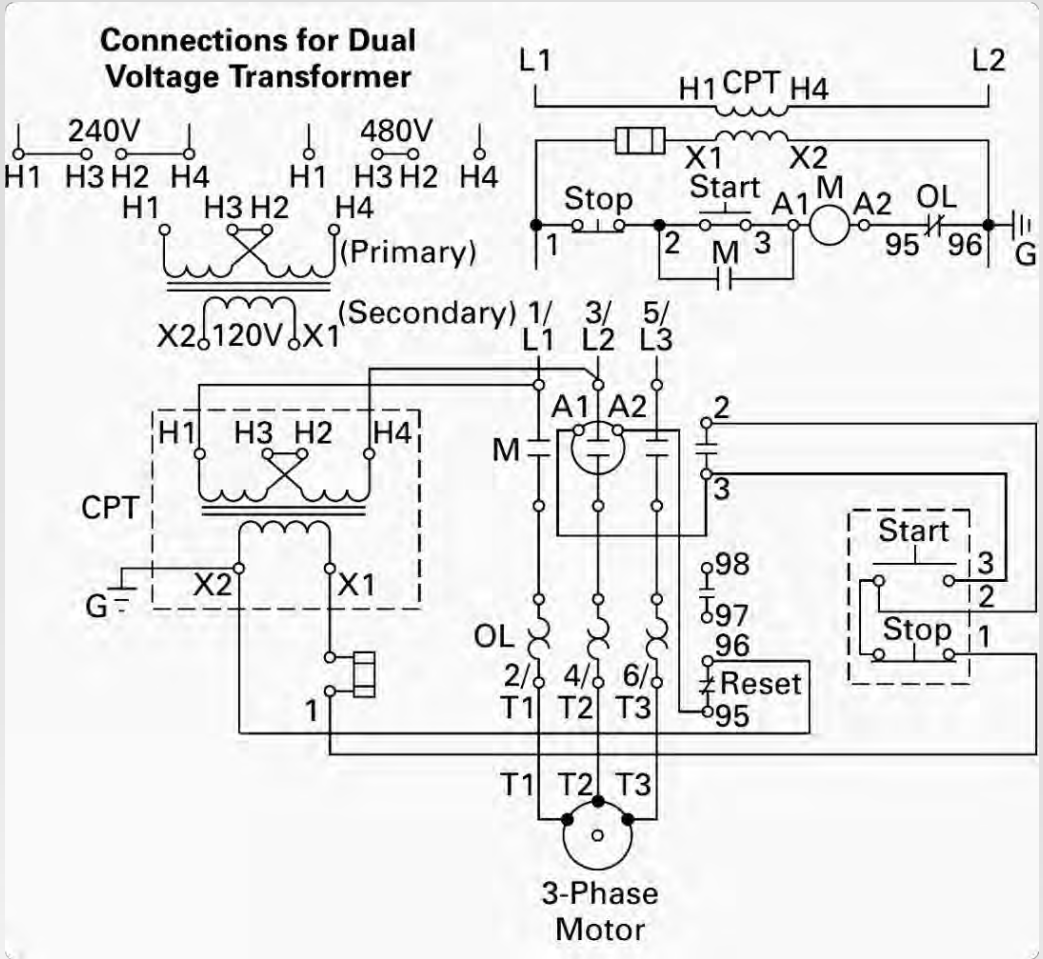 Connections for Dual
Voltage Transformer
240V
480V
H1 H3 H2 H4
H1 H3 H2 H4
H1 H3 H2 H4
(Primary)
(Secondary)
X2 120V X1
L1 L2
H1 CPT H4
X1 X2
Stop Start A1 M A2 OL
1 2 3 95 96
M
G
1/ 3/ 5/
L1 L2 L3
A1 A2
M
2
3
H1 H3 H2 H4
CPT
X2 X1
G
1
98
97
96
Reset
95
OL
2/ 4/ 6/
T1 T2 T3
Start
3
2
Stop
1
T1 T2 T3
3-Phase
Motor